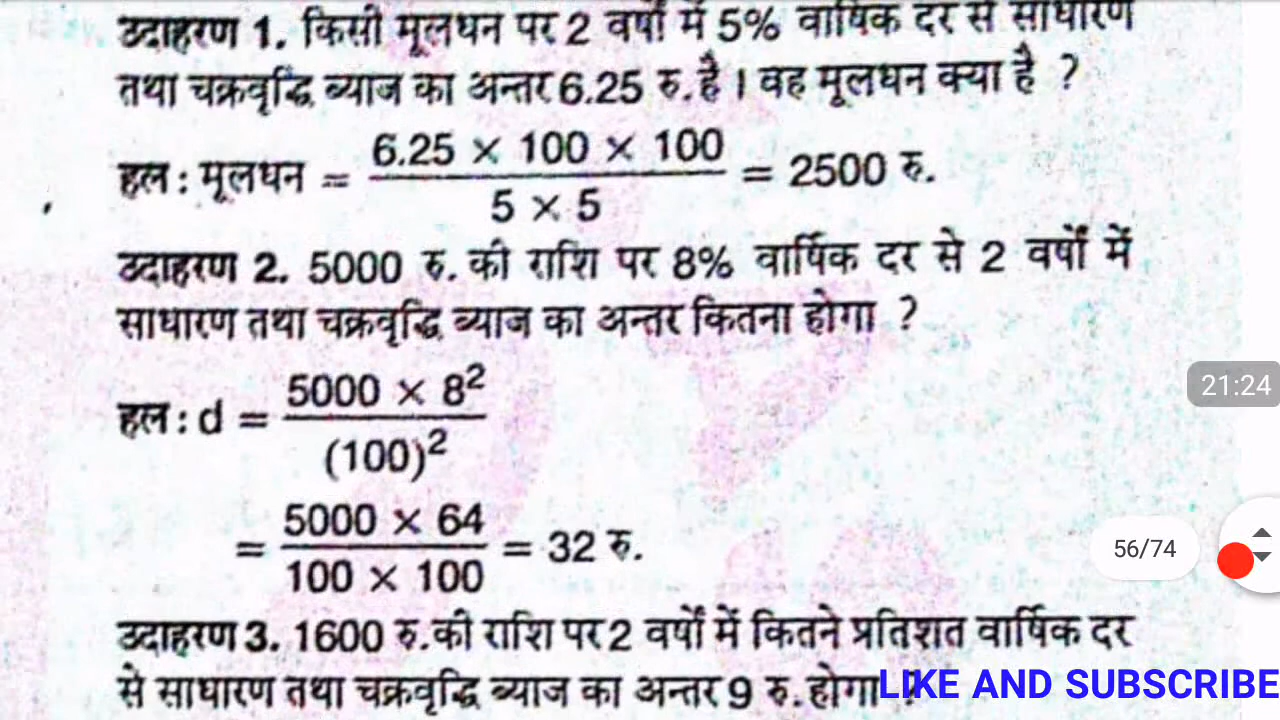 उदाहरण 1. किसी मूलधन पर 2 वर्षों में 5% वार्षिक दर से साधारण
तथा चक्रवृद्धि ब्याज का अन्तर 6.25 रु. है । वह मूलधन क्या है ?
हल : मूलधन = 6.25 × 100 × 100 / 5 × 5 = 2500 रु.
उदाहरण 2. 5000 रु. की राशि पर 8% वार्षिक दर से 2 वर्षों में
साधारण तथा चक्रवृद्धि ब्याज का अन्तर कितना होगा ?
21:24
हल : d = 5000 × 8² / (100)²
= 5000 × 64 / 100 × 100 = 32 रु.
56/74
उदाहरण 3. 1600 रु. की राशि पर 2 वर्षों में कितने प्रतिशत वार्षिक दर
से साधारण तथा चक्रवृद्धि ब्याज का अन्तर 9 रु. होगा ?
LIKE AND SUBSCRIBE